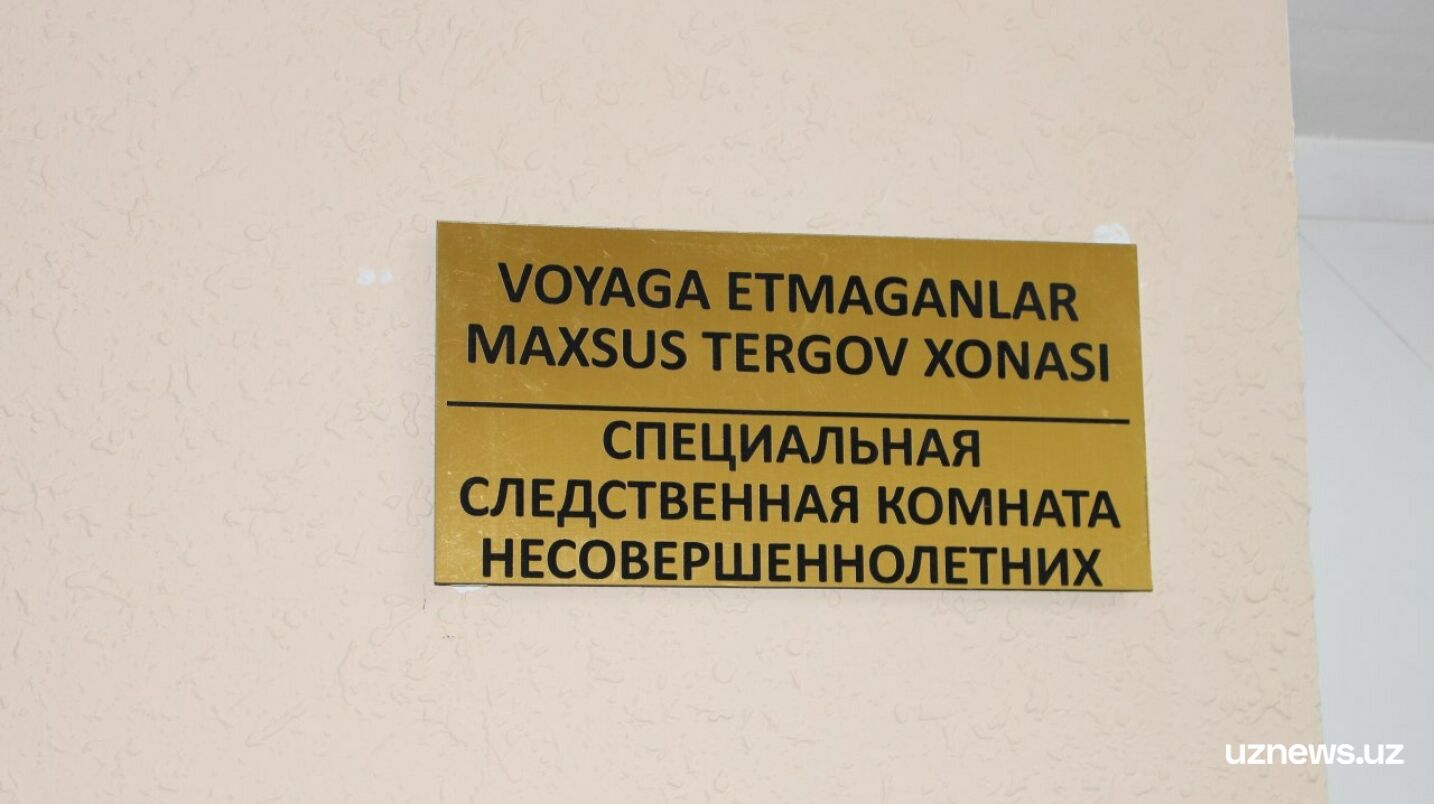 VOYAGA ETMAGANLAR
MAXSUS TERGOV XONASI
СПЕЦИАЛЬНАЯ
СЛЕДСТВЕННАЯ КОМНАТА
НЕСОВЕРШЕННОЛЕТНИХ
uznews.uz